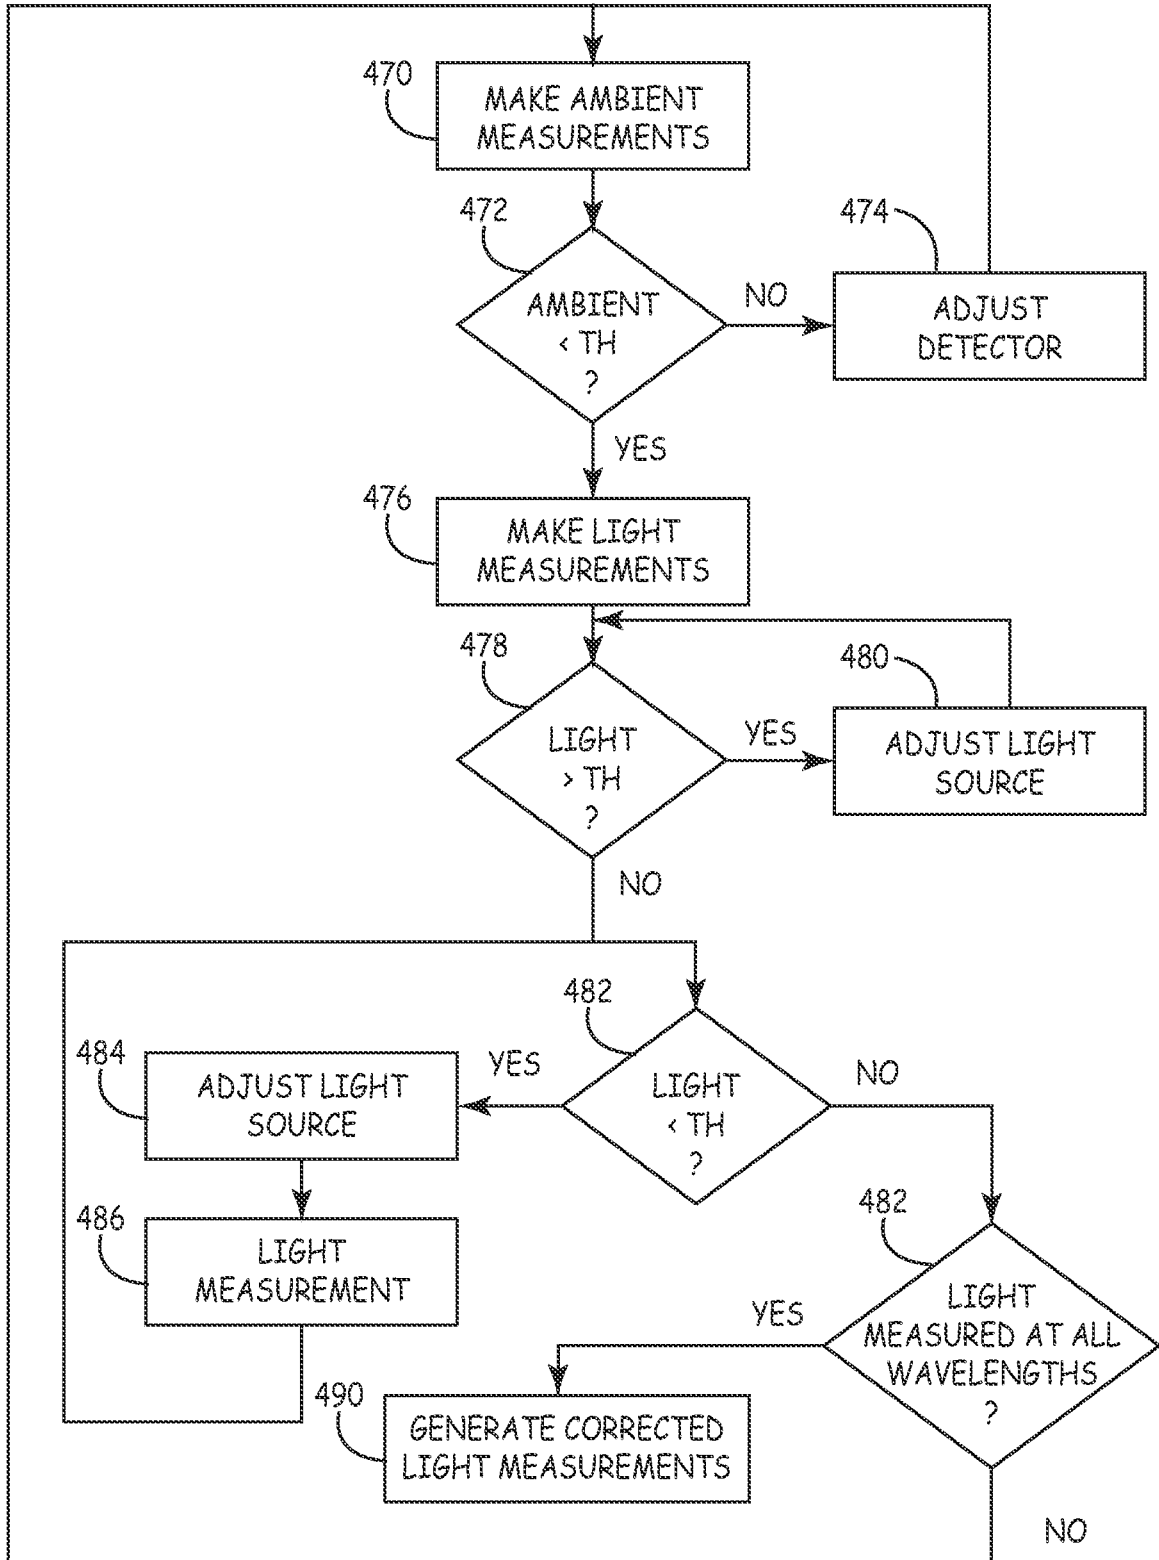 470
MAKE AMBIENT
MEASUREMENTS
472
AMBIENT
< TH
?
NO
474
ADJUST
DETECTOR
YES
476
MAKE LIGHT
MEASUREMENTS
478
LIGHT
> TH
?
YES
480
ADJUST LIGHT
SOURCE
NO
482
LIGHT
< TH
?
YES
484
ADJUST LIGHT
SOURCE
486
LIGHT
MEASUREMENT
NO
482
LIGHT
MEASURED AT ALL
WAVELENGTHS
?
YES
490
GENERATE CORRECTED
LIGHT MEASUREMENTS
NO